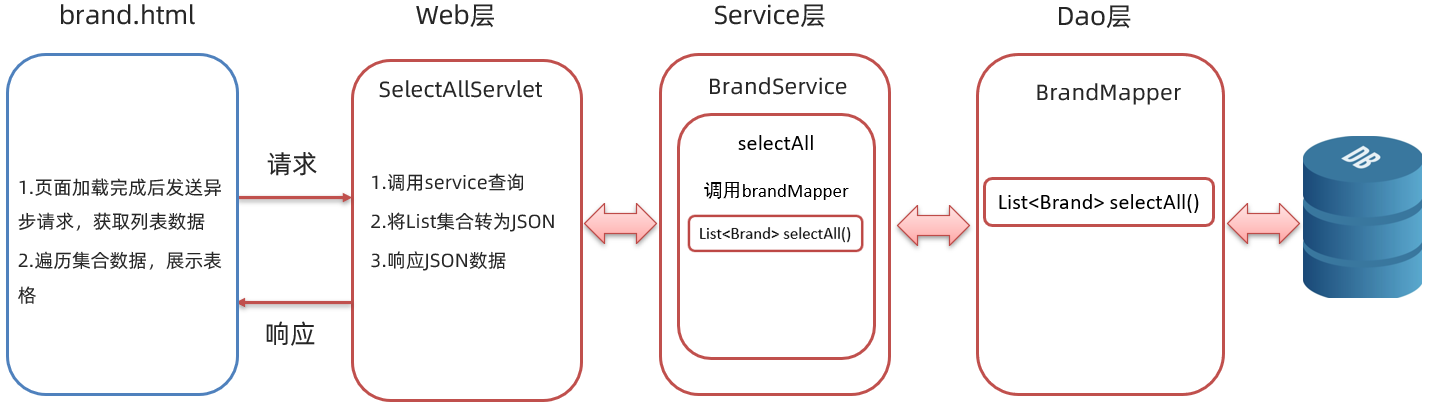 brand.html
Web层
Service层
Dao层
1.页面加载完成后发送异
步请求，获取列表数据
2.遍历集合数据，展示表
格
请求
响应
SelectAllServlet
1.调用service查询
2.将List集合转为JSON
3.响应JSON数据
BrandService
selectAll
调用brandMapper
List<Brand> selectAll()
BrandMapper
List<Brand> selectAll()
DB